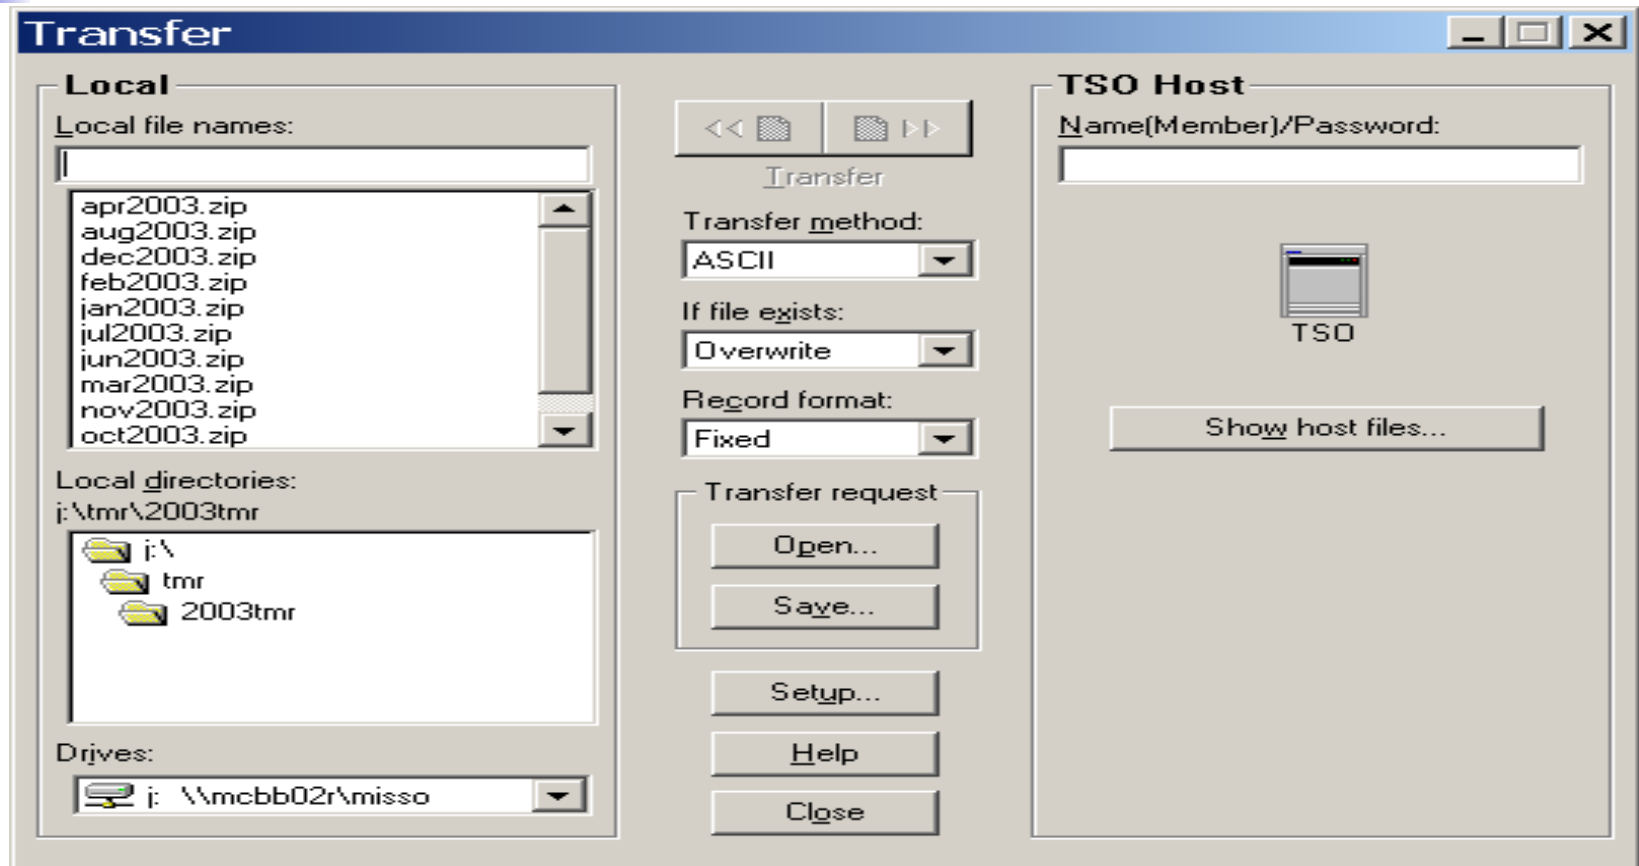 Transfer
Local
Local file names:
apr2003.zip
aug2003.zip
dec2003.zip
feb2003.zip
jan2003.zip
jul2003.zip
jun2003.zip
mar2003.zip
nov2003.zip
oct2003.zip
Local directories:
j:\tmr\2003tmr
j:\
tmr
2003tmr
Drives:
j: \\mcbb02r\misso
Transfer
Transfer method:
ASCII
If file exists:
Overwrite
Record format:
Fixed
Transfer request
Open...
Save...
Setup...
Help
Close
TSO Host
Name(Member)/Password:
TSO
Show host files...